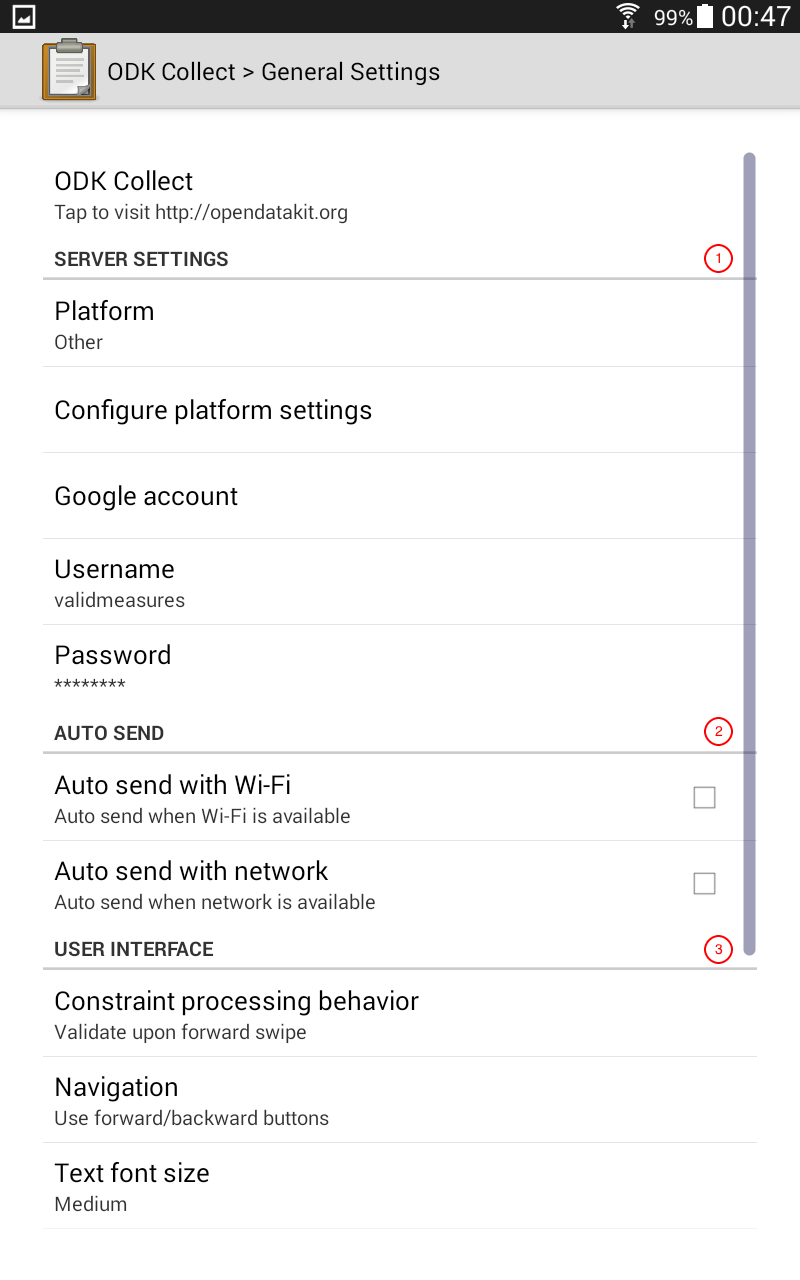 99% 00:47
ODK Collect > General Settings
ODK Collect
Tap to visit http://opendatakit.org
SERVER SETTINGS 1
Platform
Other
Configure platform settings
Google account
Username
validmeasures
Password
********
AUTO SEND 2
Auto send with Wi-Fi
Auto send when Wi-Fi is available
Auto send with network
Auto send when network is available
USER INTERFACE 3
Constraint processing behavior
Validate upon forward swipe
Navigation
Use forward/backward buttons
Text font size
Medium